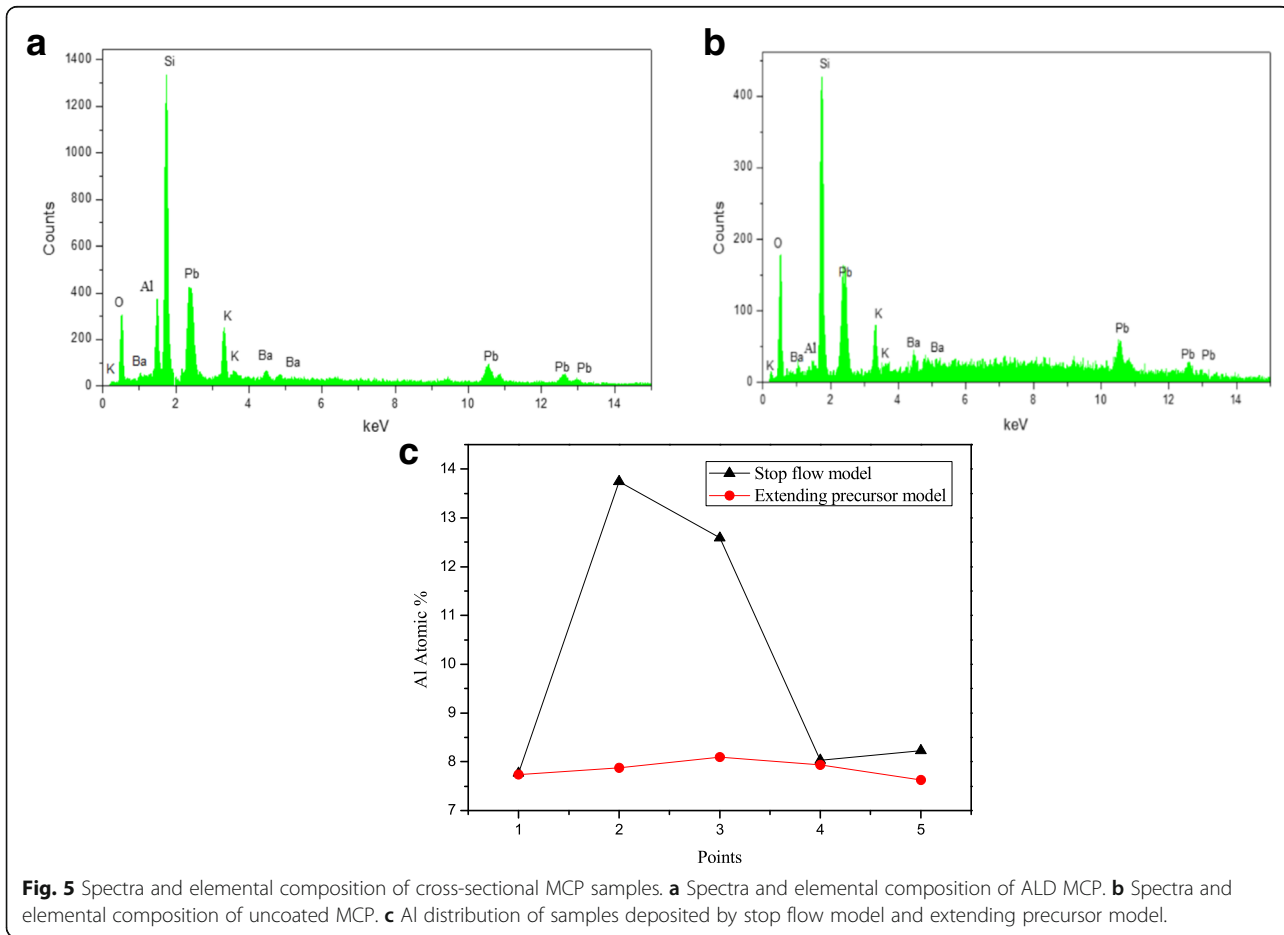 a
1400
1200
1000
800
600
400
200
0
Counts
K
O
Ba
Al
Si
Pb
K
K
Ba
Ba
Pb
Pb
Pb
0 2 4 6 8 10 12 14
keV
b
400
300
200
100
0
Counts
K
O
Ba
Al
Si
Pb
K
K
Ba
Ba
Pb
Pb
Pb
0 2 4 6 8 10 12 14
keV
c
14
13
12
11
10
9
8
7
Al Atomic %
Stop flow model
Extending precursor model
1 2 3 4 5
Points
Fig. 5 Spectra and elemental composition of cross-sectional MCP samples. a Spectra and elemental composition of ALD MCP. b Spectra and
elemental composition of uncoated MCP. c Al distribution of samples deposited by stop flow model and extending precursor model.